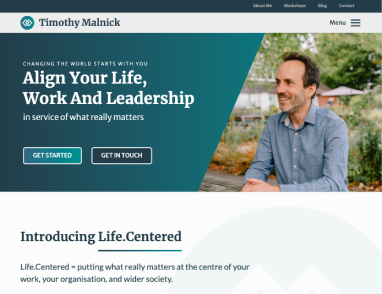 About Me Workshops Blog Contact
Timothy Malnick Menu
CHANGING THE WORLD STARTS WITH YOU
Align Your Life,
Work And Leadership
in service of what really matters
GET STARTED GET IN TOUCH
Introducing Life.Centered
Life.Centered = putting what really matters at the centre of your
work, your organisation, and wider society.